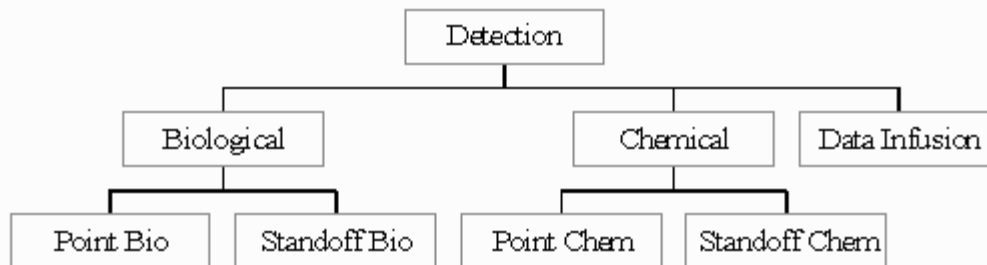 Detection
Biological
Chemical
Data Infusion
Point Bio
Standoff Bio
Point Chem
Standoff Chem